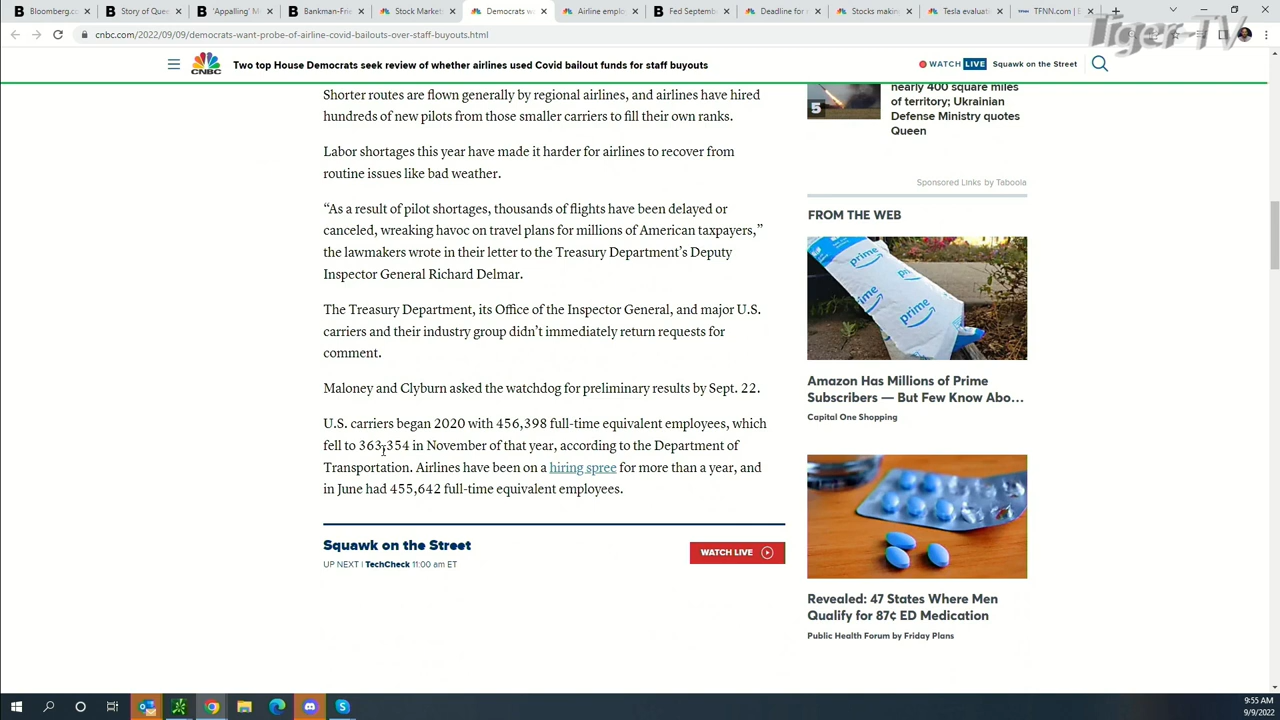 Bloomberg.co
Story of Que
'Appalling' M
Bankman-Fri
Stock Market
Democrats w
Airline emplo
Fed Septemb
Deadline for
Stocks makin
Tesla evaluat
TFNN.com | E
Tiger TV
cnbc.com/2022/09/09/democrats-want-probe-of-airline-covid-bailouts-over-staff-buyouts.html
CNBC
Two top House Democrats seek review of whether airlines used Covid bailout funds for staff buyouts
WATCH LIVE Squawk on the Street
Shorter routes are flown generally by regional airlines, and airlines have hired
hundreds of new pilots from those smaller carriers to fill their own ranks.
Labor shortages this year have made it harder for airlines to recover from
routine issues like bad weather.
“As a result of pilot shortages, thousands of flights have been delayed or
canceled, wreaking havoc on travel plans for millions of American taxpayers,”
the lawmakers wrote in their letter to the Treasury Department’s Deputy
Inspector General Richard Delmar.
The Treasury Department, its Office of the Inspector General, and major U.S.
carriers and their industry group didn’t immediately return requests for
comment.
Maloney and Clyburn asked the watchdog for preliminary results by Sept. 22.
U.S. carriers began 2020 with 456,398 full-time equivalent employees, which
fell to 363,354 in November of that year, according to the Department of
Transportation. Airlines have been on a hiring spree for more than a year, and
in June had 455,642 full-time equivalent employees.
Squawk on the Street
UP NEXT | TechCheck 11:00 am ET
WATCH LIVE
5
nearly 400 square miles
of territory; Ukrainian
Defense Ministry quotes
Queen
Sponsored Links by Taboola
FROM THE WEB
prime
prime
prime
Amazon Has Millions of Prime
Subscribers — But Few Know Abo…
Capital One Shopping
Revealed: 47 States Where Men
Qualify for 87¢ ED Medication
Public Health Forum by Friday Plans
9:55 AM
9/9/2022